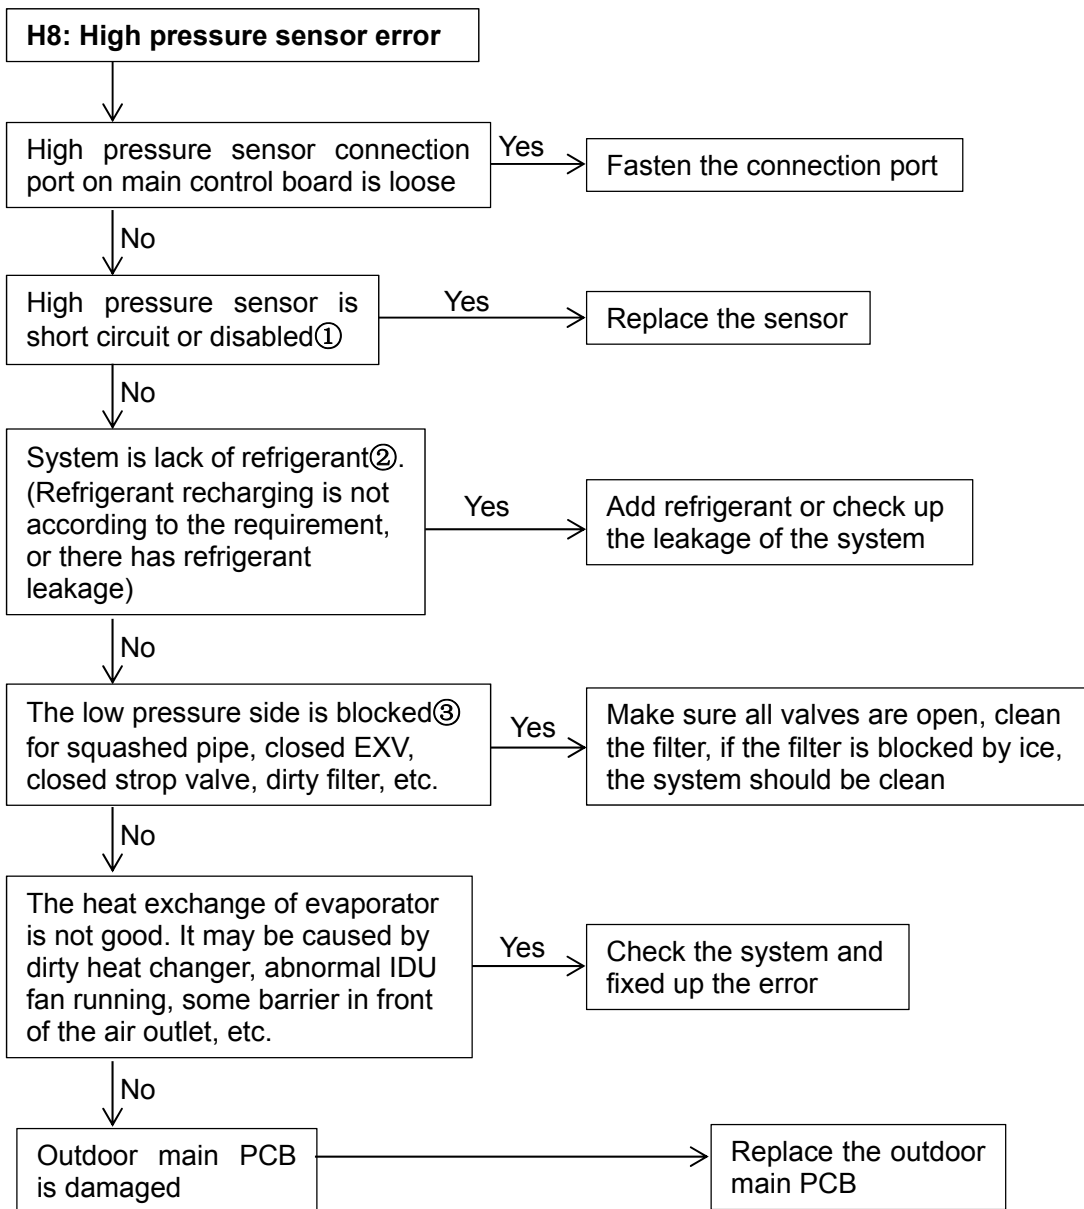 H8: High pressure sensor error
High pressure sensor connection
port on main control board is loose
Yes
Fasten the connection port
No
High pressure sensor is
short circuit or disabled①
Yes
Replace the sensor
No
System is lack of refrigerant②.
(Refrigerant recharging is not
according to the requirement,
or there has refrigerant
leakage)
Yes
Add refrigerant or check up
the leakage of the system
No
The low pressure side is blocked③
for squashed pipe, closed EXV,
closed strop valve, dirty filter, etc.
Yes
Make sure all valves are open, clean
the filter, if the filter is blocked by ice,
the system should be clean
No
The heat exchange of evaporator
is not good. It may be caused by
dirty heat changer, abnormal IDU
fan running, some barrier in front
of the air outlet, etc.
Yes
Check the system and
fixed up the error
No
Outdoor main PCB
is damaged
Replace the outdoor
main PCB